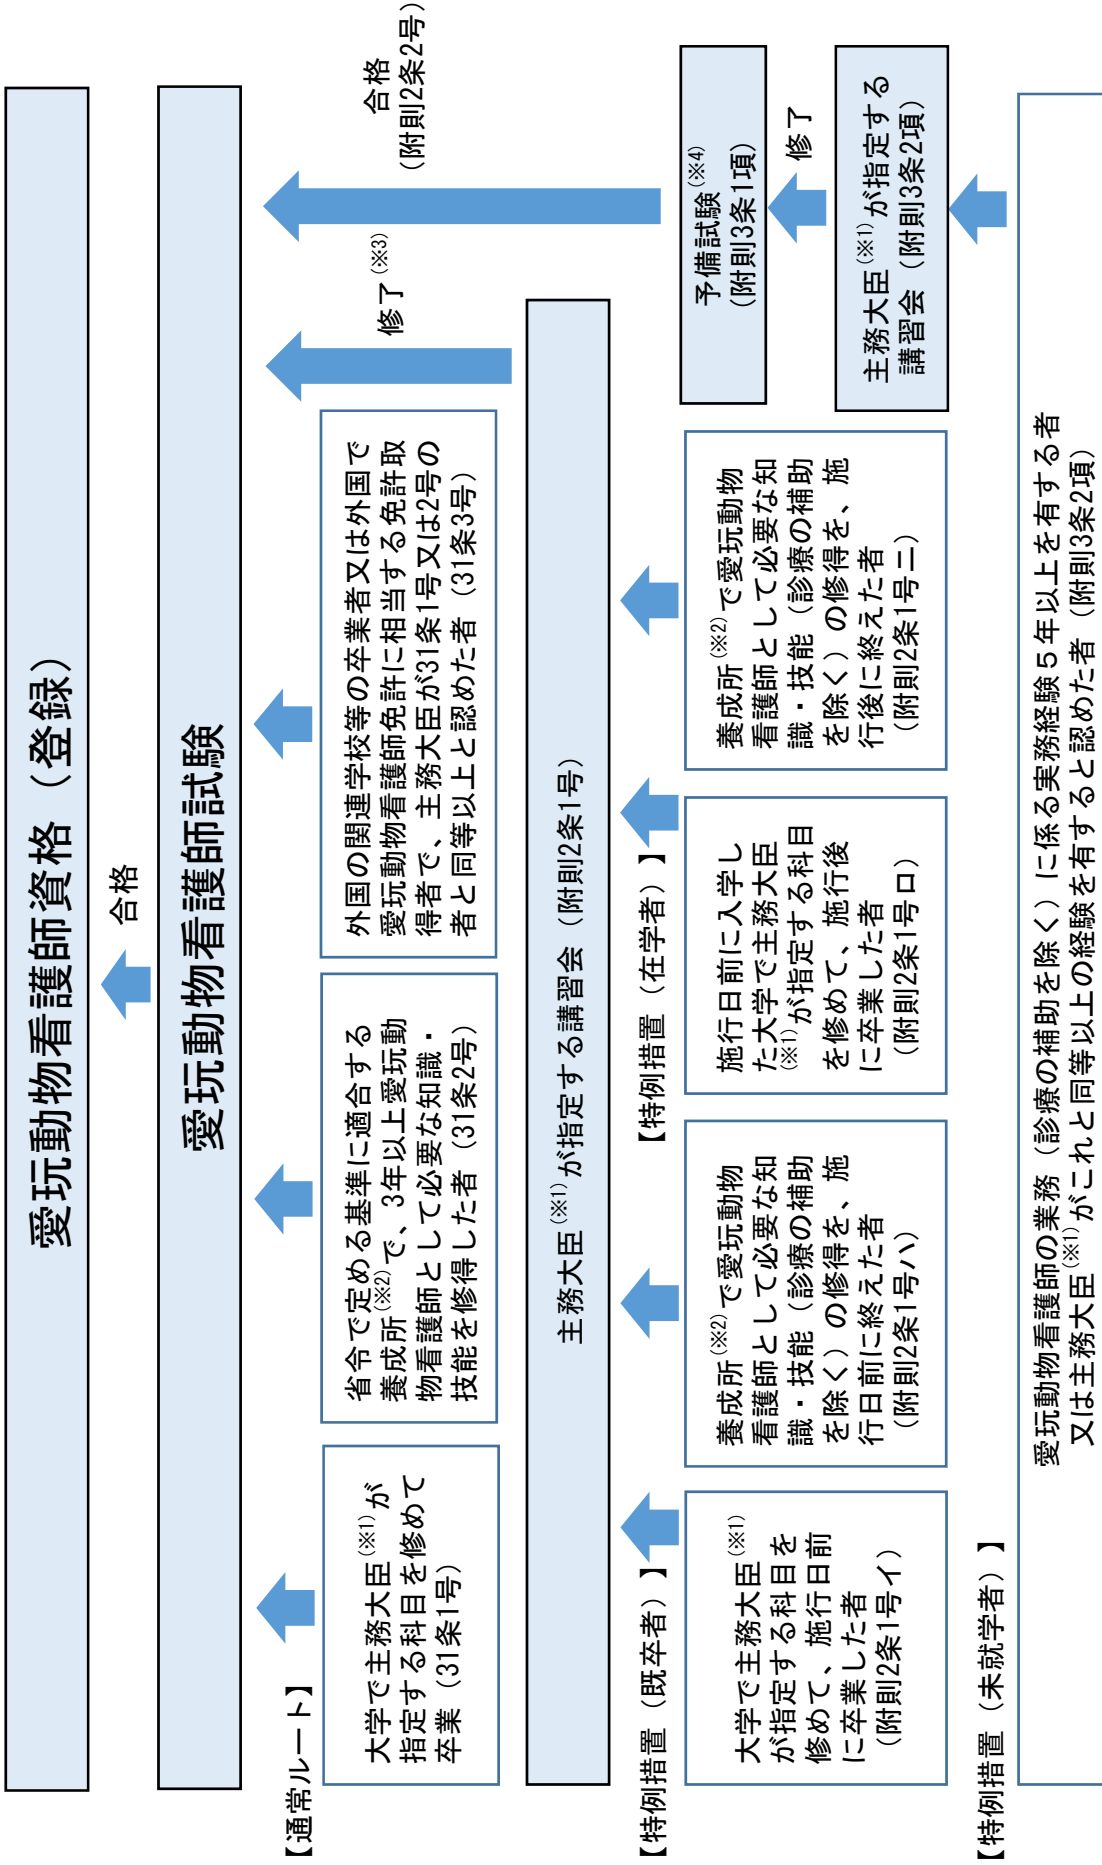 愛玩動物看護師資格（登録）
合格
愛玩動物看護師試験
【通常ルート】
大学で主務大臣(※1)が
指定する科目を修めて
卒業（31条1号）
省令で定める基準に適合する
養成所(※2)で、3年以上愛玩動
物看護師として必要な知識・
技能を修得した者（31条2号）
外国の関連学校等の卒業者又は外国で
愛玩動物看護師免許に相当する免許取
得者で、主務大臣が31条1号又は2号の
者と同等以上と認めた者（31条3号）
修了(※3)
合格
（附則2条2号）
主務大臣(※1)が指定する講習会（附則2条1号）
【特例措置（既卒者）】
大学で主務大臣(※1)
が指定する科目を
修めて、施行日前
に卒業した者
（附則2条1号イ）
養成所(※2)で愛玩動物
看護師として必要な知
識・技能（診療の補助
を除く）の修得を、施
行日前に終えた者
（附則2条1号ハ）
【特例措置（在学者）】
施行日前に入学し
た大学で主務大臣
(※1)が指定する科目
を修めて、施行後
に卒業した者
（附則2条1号ロ）
養成所(※2)で愛玩動物
看護師として必要な知
識・技能（診療の補助
を除く）の修得を、施
行後に終えた者
（附則2条1号ニ）
予備試験(※4)
（附則3条1項）
修了
主務大臣(※1)が指定する
講習会（附則3条2項）
【特例措置（未就学者）】
愛玩動物看護師の業務（診療の補助を除く）に係る実務経験５年以上を有する者
又は主務大臣(※1)がこれと同等以上の経験を有すると認めた者（附則3条2項）